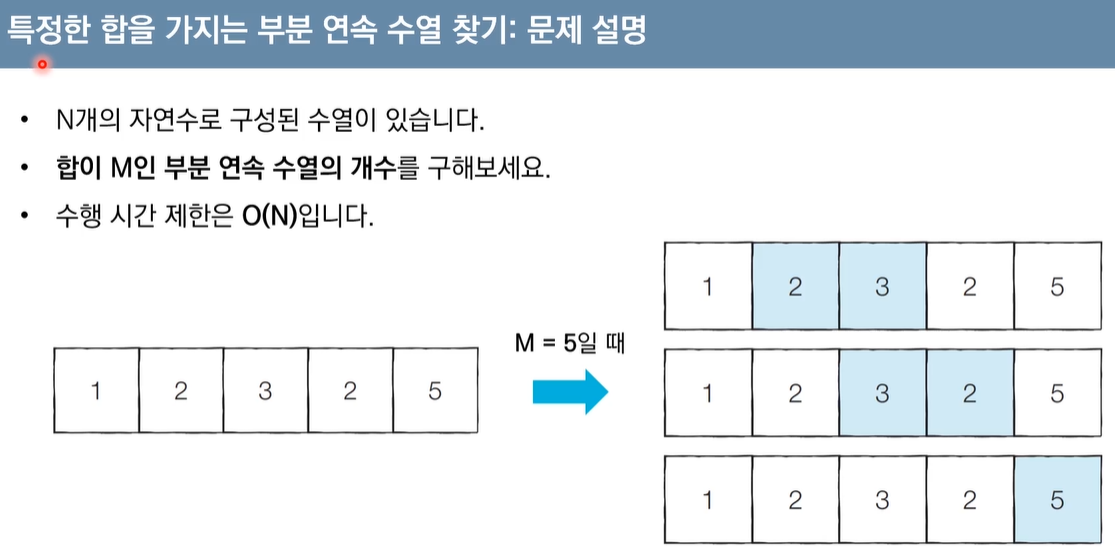 특정한 합을 가지는 부분 연속 수열 찾기: 문제 설명
• N개의 자연수로 구성된 수열이 있습니다.
• 합이 M인 부분 연속 수열의 개수를 구해보세요.
• 수행 시간 제한은 O(N)입니다.
1 2 3 2 5
M = 5일 때
1 2 3 2 5
1 2 3 2 5
1 2 3 2 5